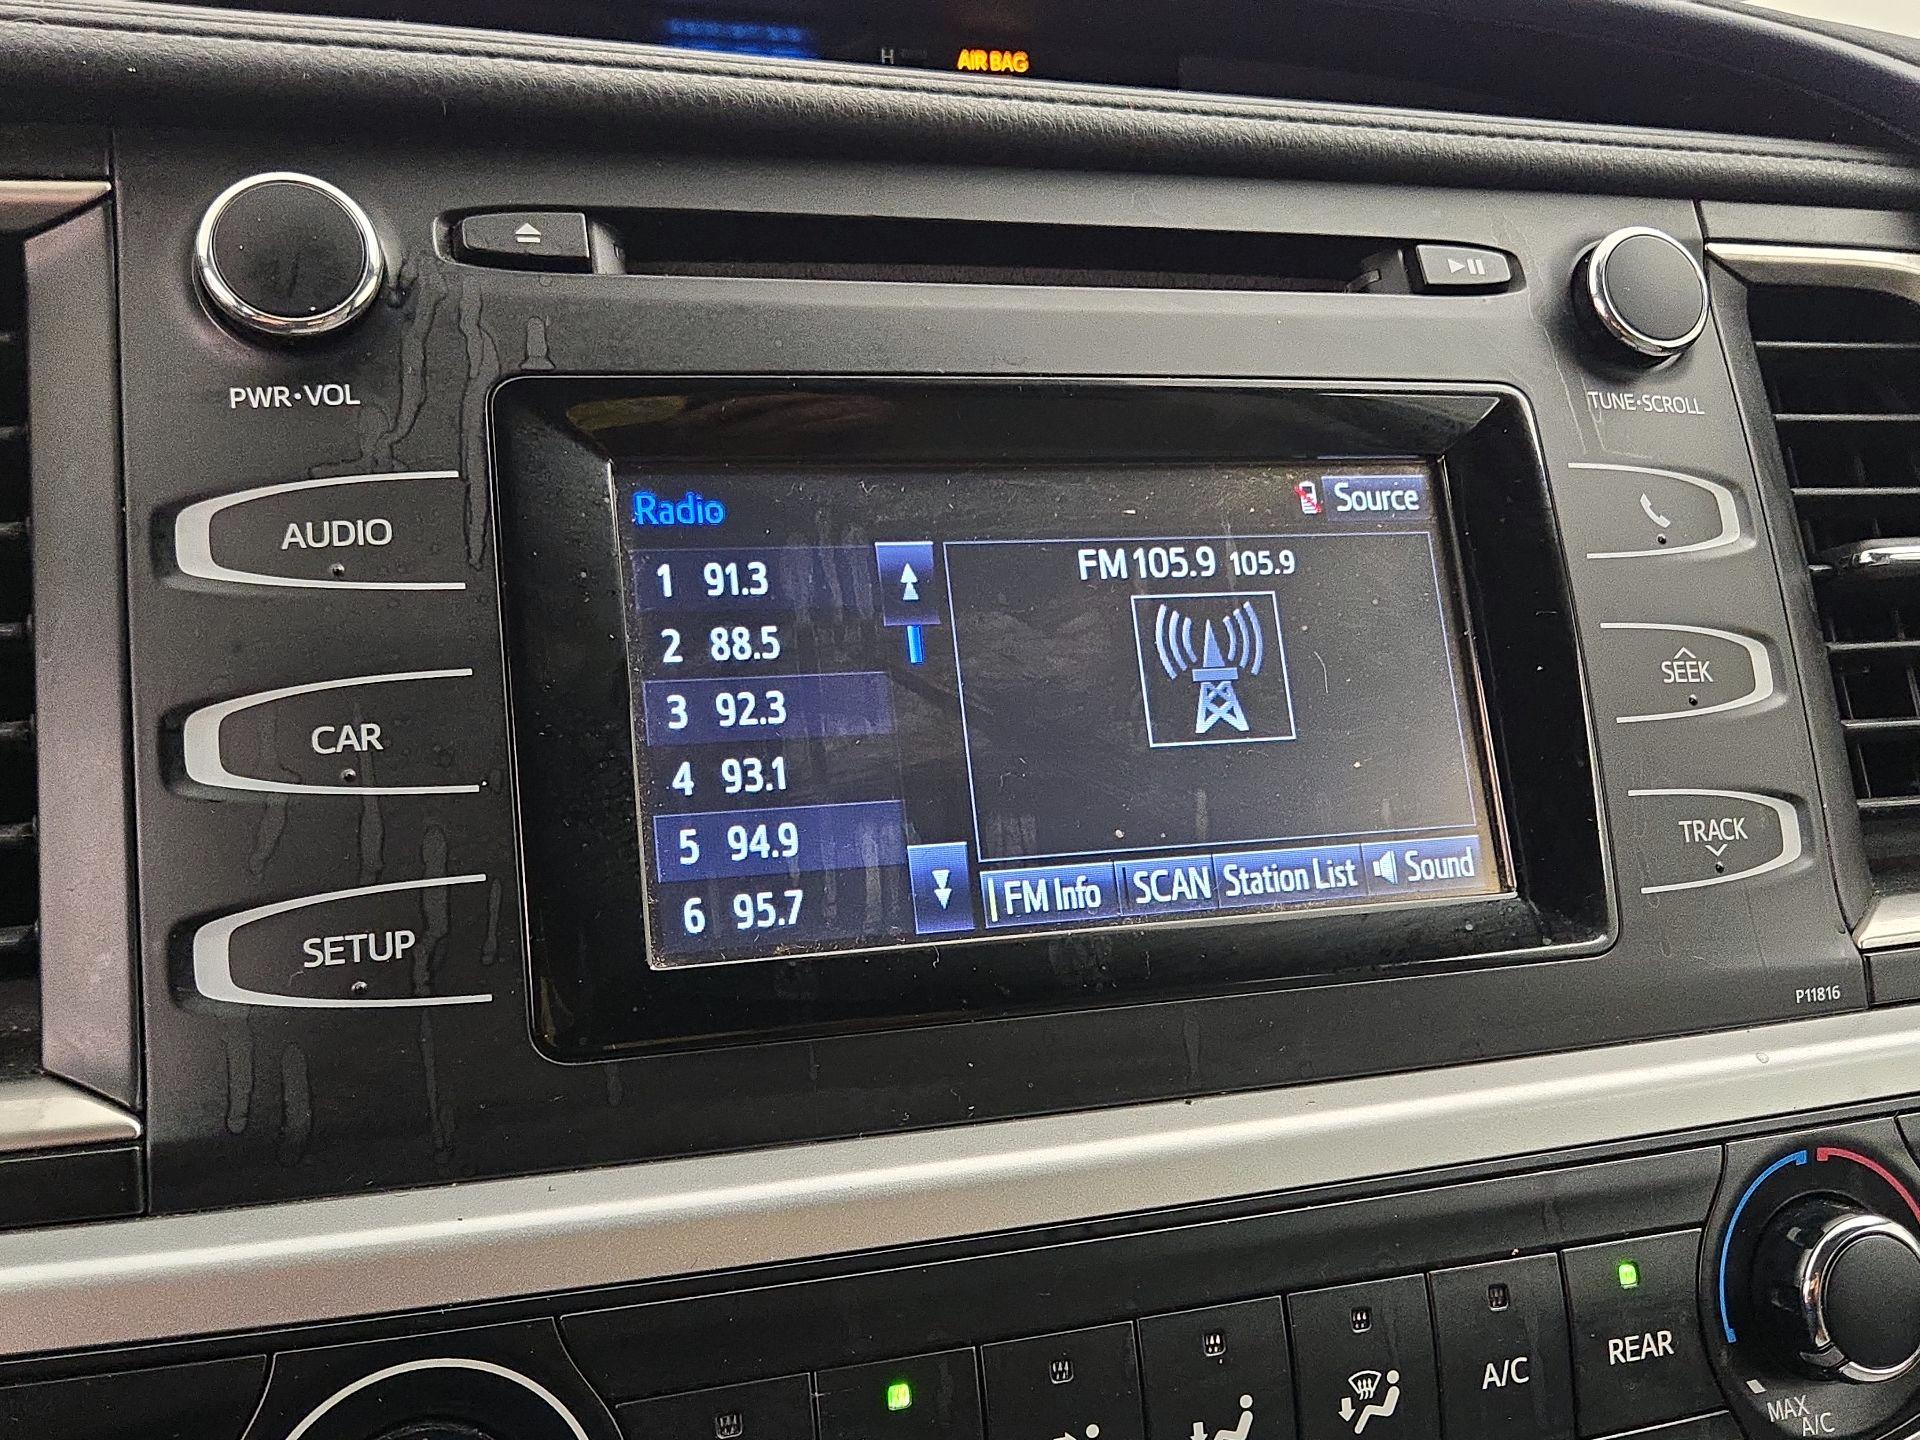 H
AIR BAG
PWR•VOL
TUNE•SCROLL
AUDIO
CAR
SETUP
Radio
Source
1 91.3
2 88.5
3 92.3
4 93.1
5 94.9
6 95.7
FM 105.9 105.9
FM Info
SCAN
Station List
Sound
SEEK
TRACK
P11816
A/C
REAR
MAX
A/C